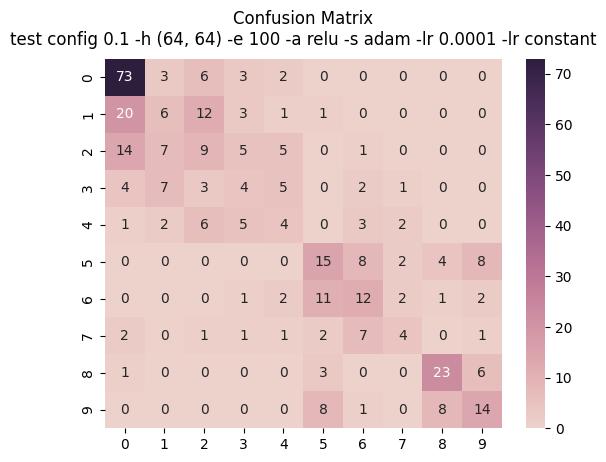 Confusion Matrix
test config 0.1 -h (64, 64) -e 100 -a relu -s adam -lr 0.0001 -lr constant
0 73 3 6 3 2 0 0 0 0 0
1 20 6 12 3 1 1 0 0 0 0
2 14 7 9 5 5 0 1 0 0 0
3 4 7 3 4 5 0 2 1 0 0
4 1 2 6 5 4 0 3 2 0 0
5 0 0 0 0 0 15 8 2 4 8
6 0 0 0 1 2 11 12 2 1 2
7 2 0 1 1 1 2 7 4 0 1
8 1 0 0 0 0 3 0 0 23 6
9 0 0 0 0 0 8 1 0 8 14
0 1 2 3 4 5 6 7 8 9
70
60
50
40
30
20
10
0